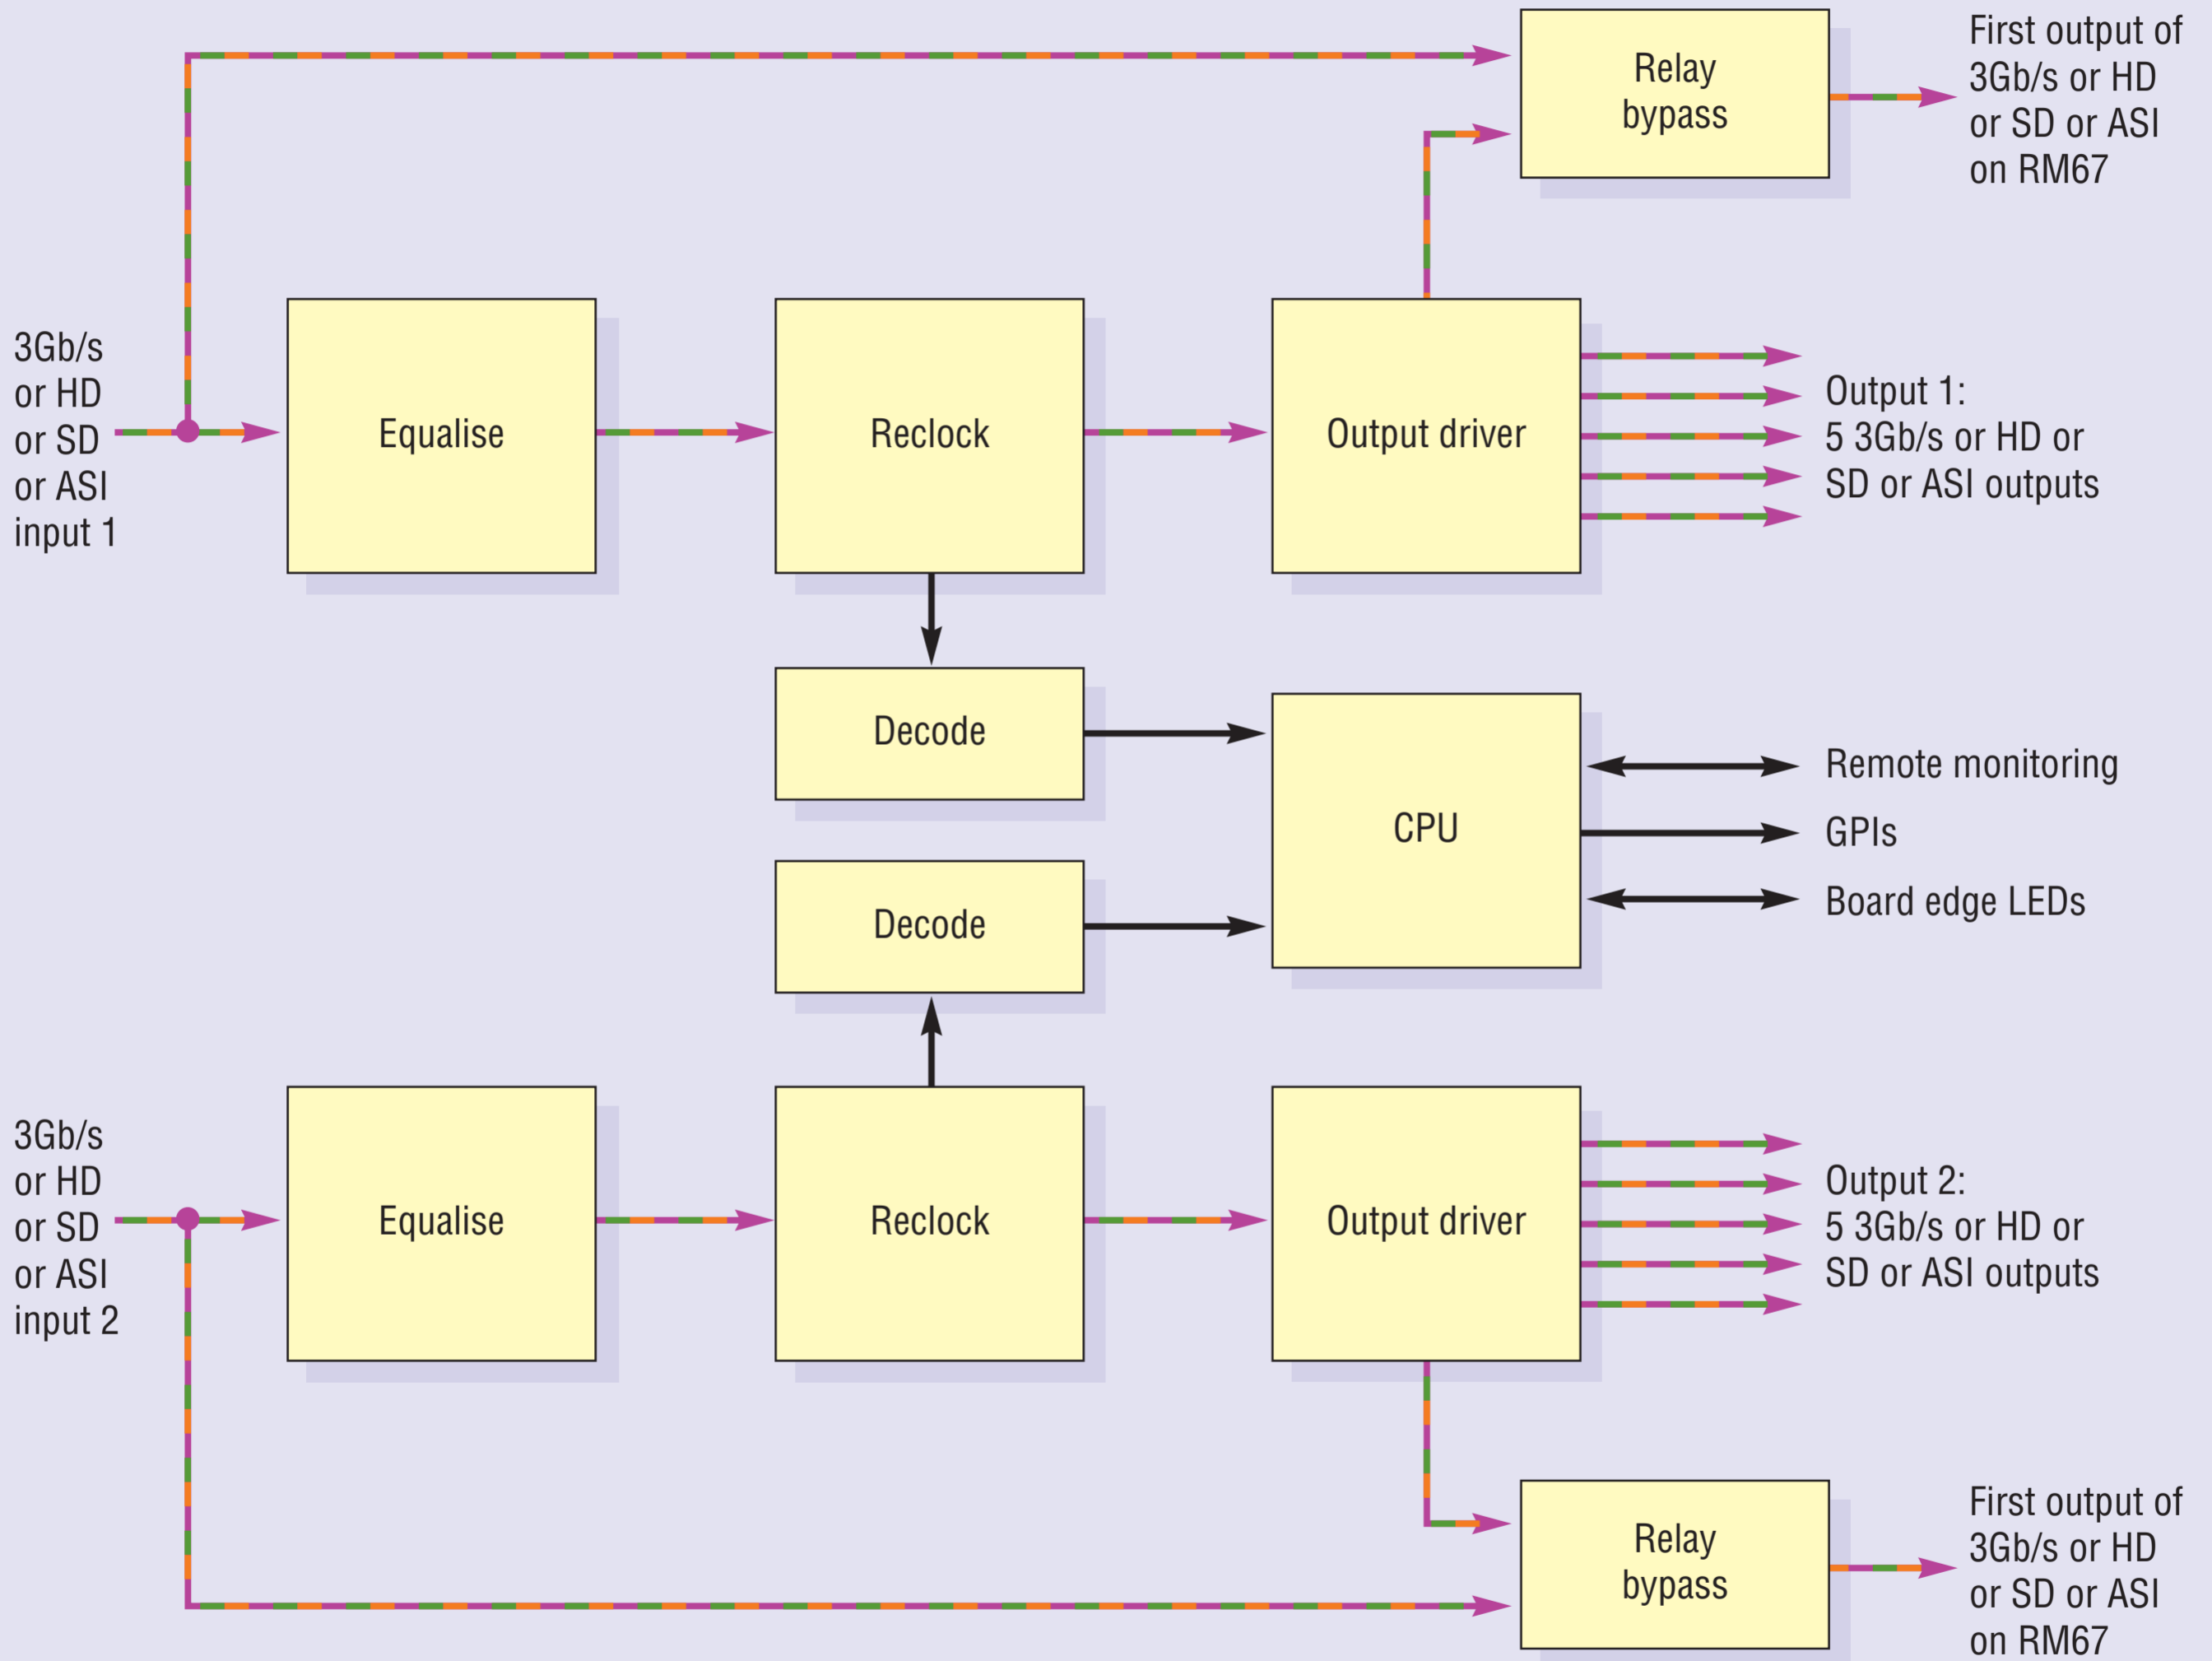 Relay
bypass
First output of
3Gb/s or HD
or SD or ASI
on RM67
3Gb/s
or HD
or SD
or ASI
input 1
Equalise
Reclock
Output driver
Output 1:
5 3Gb/s or HD or
SD or ASI outputs
Decode
CPU
Remote monitoring
GPIs
Board edge LEDs
Decode
3Gb/s
or HD
or SD
or ASI
input 2
Equalise
Reclock
Output driver
Output 2:
5 3Gb/s or HD or
SD or ASI outputs
Relay
bypass
First output of
3Gb/s or HD
or SD or ASI
on RM67